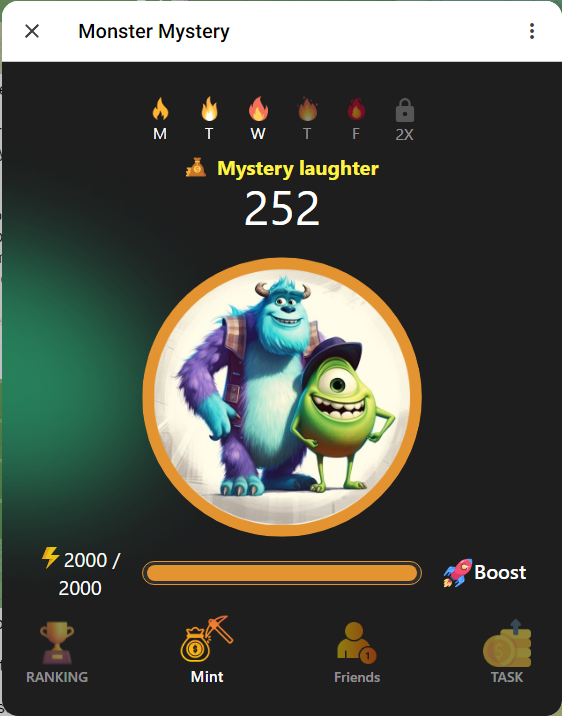 Monster Mystery
M T W T F 2X
Mystery laughter
252
2000 /
2000
Boost
1
RANKING Mint Friends TASK